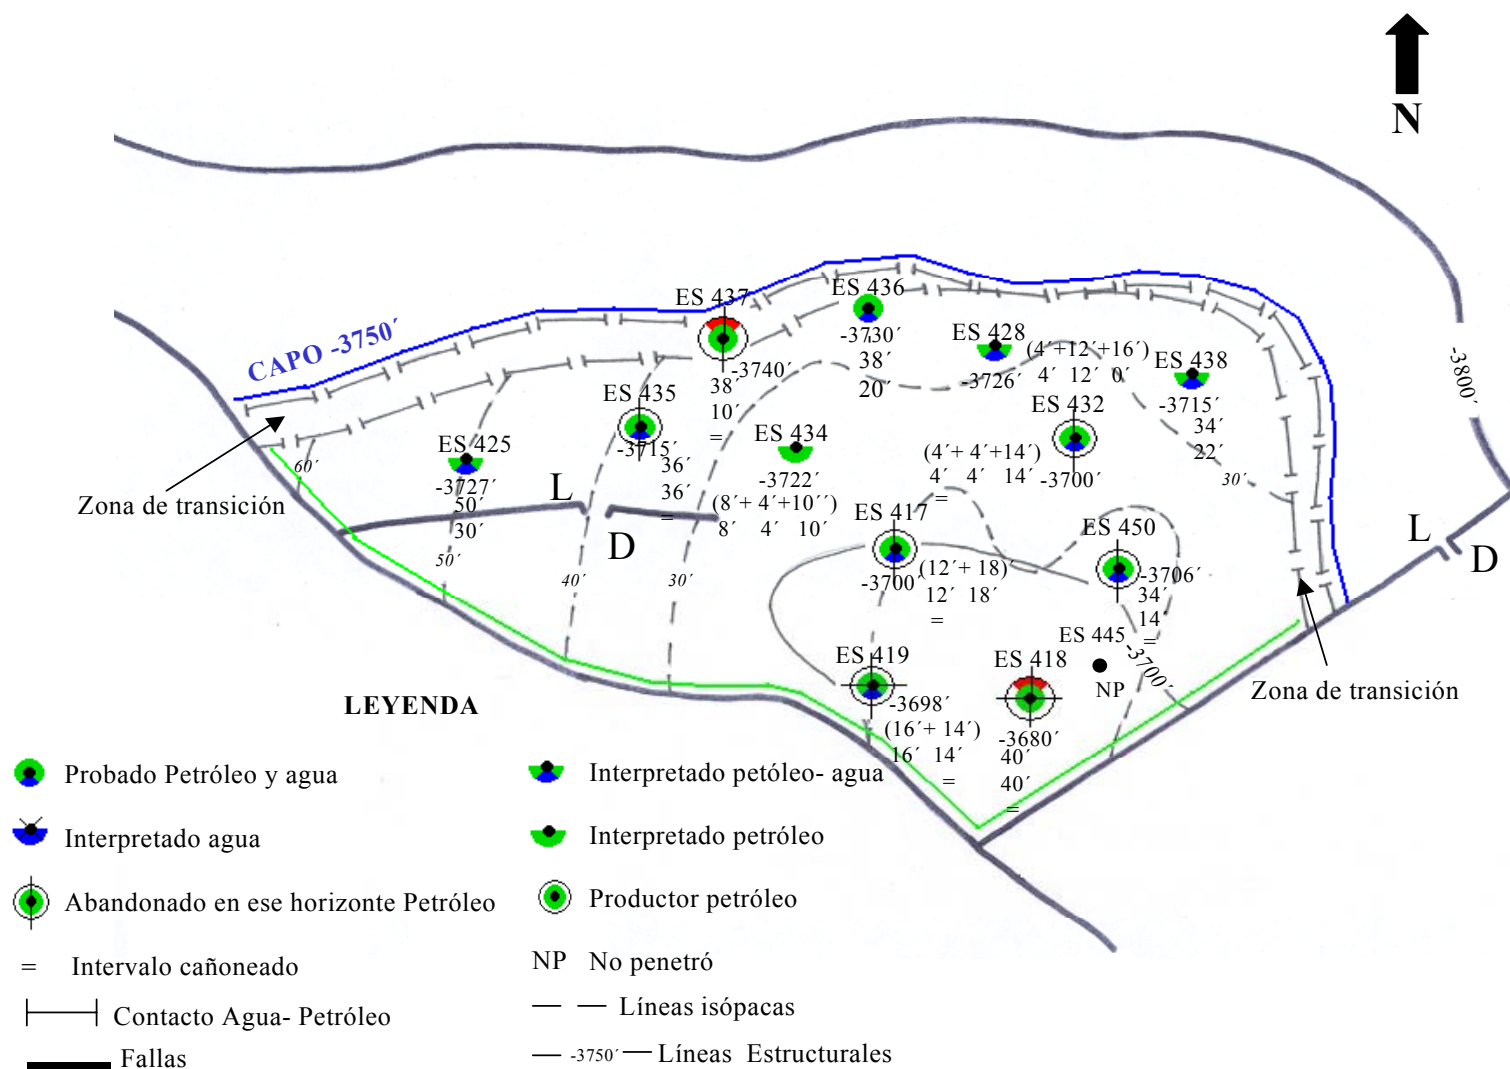 N
CAPO -3750´
ES 437
-3740´
38´
10´
=
ES 436
-3730´
38´
20´
ES 428
-3726´
(4´+12´+16´)
4´ 12´ 0´
ES 438
-3715´
34´
22´
-3800´
ES 435
-3715´
36´
36´
=
ES 425
-3727´
50´
30´
ES 434
-3722´
(8´+ 4´+10´´)
8´ 4´ 10´
ES 432
-3700´
(4´+ 4´+14´)
4´ 4´ 14´
=
60´
50´
40´
30´
30´
Zona de transición
L
D
L
D
ES 417
-3700´
(12´+ 18)´
12´ 18´
=
ES 450
-3706´
34´
14´
=
ES 445
NP
-3700´
ES 419
-3698´
(16´+ 14´)
16´ 14´
=
ES 418
-3680´
40´
40´
=
Zona de transición
LEYENDA
Probado Petróleo y agua
Interpretado agua
Abandonado en ese horizonte Petróleo
= Intervalo cañoneado
Contacto Agua- Petróleo
Fallas
Interpretado petóleo- agua
Interpretado petróleo
Productor petróleo
NP No penetró
Líneas isópacas
-3750´ Líneas Estructurales